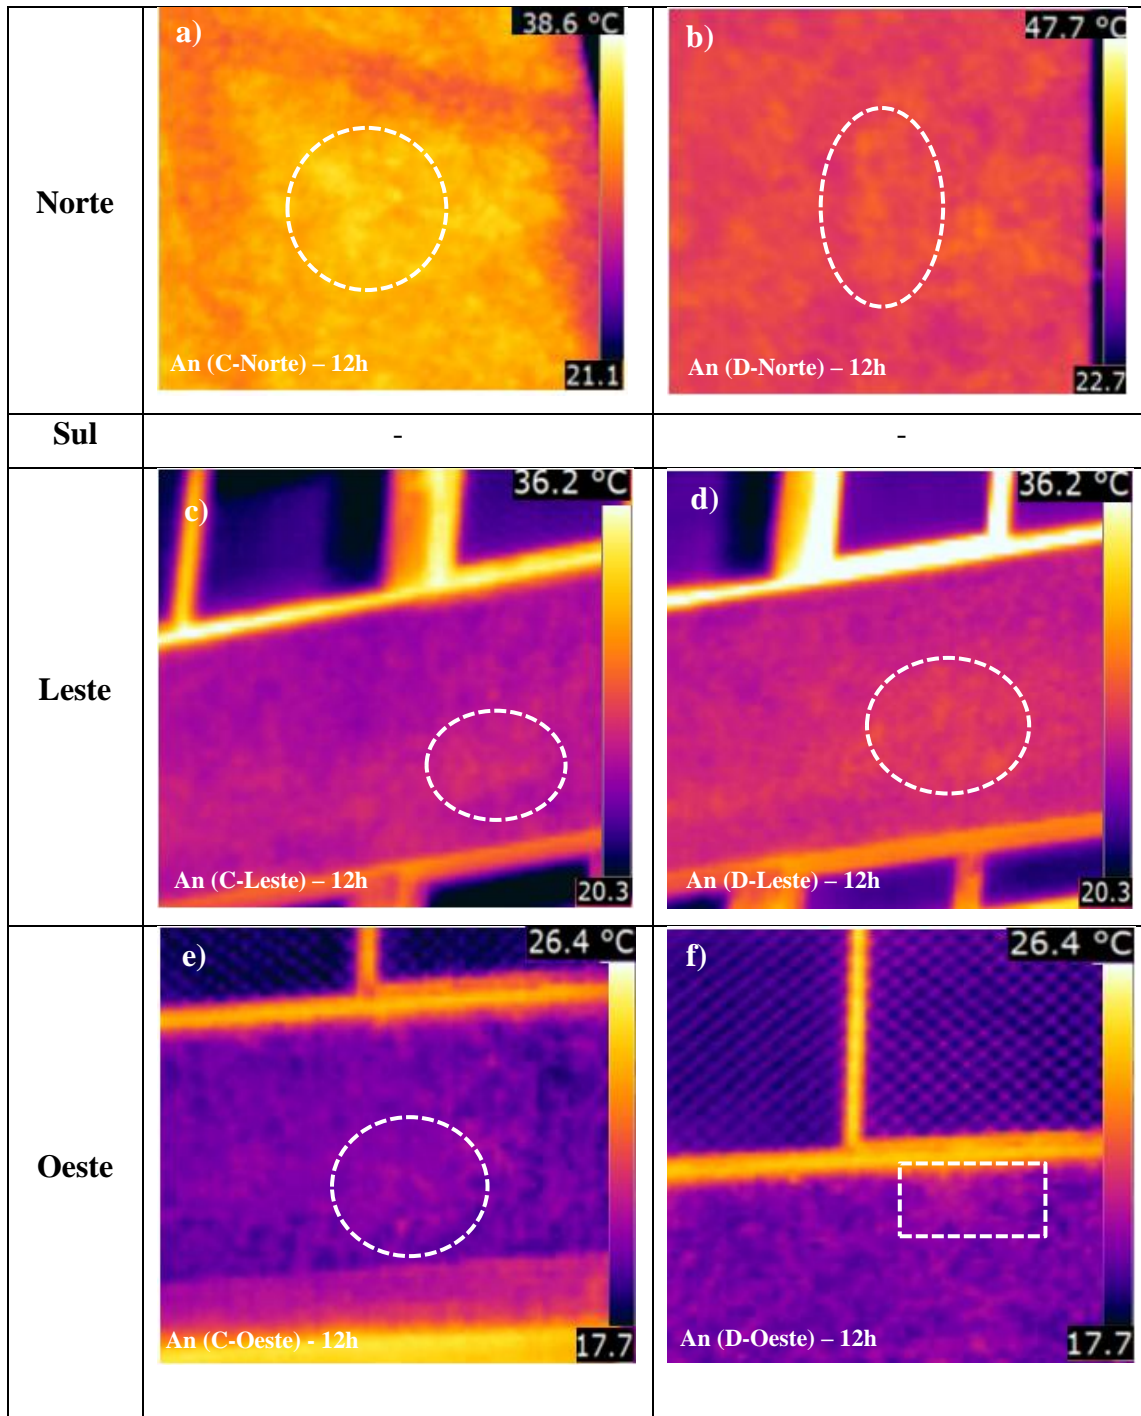 Norte
a)
38.6 °C
An (C-Norte) – 12h
21.1
b)
47.7 °C
An (D-Norte) – 12h
22.7
Sul
-
-
Leste
c)
36.2 °C
An (C-Leste) – 12h
20.3
d)
36.2 °C
An (D-Leste) – 12h
20.3
Oeste
e)
26.4 °C
An (C-Oeste) - 12h
17.7
f)
26.4 °C
An (D-Oeste) – 12h
17.7